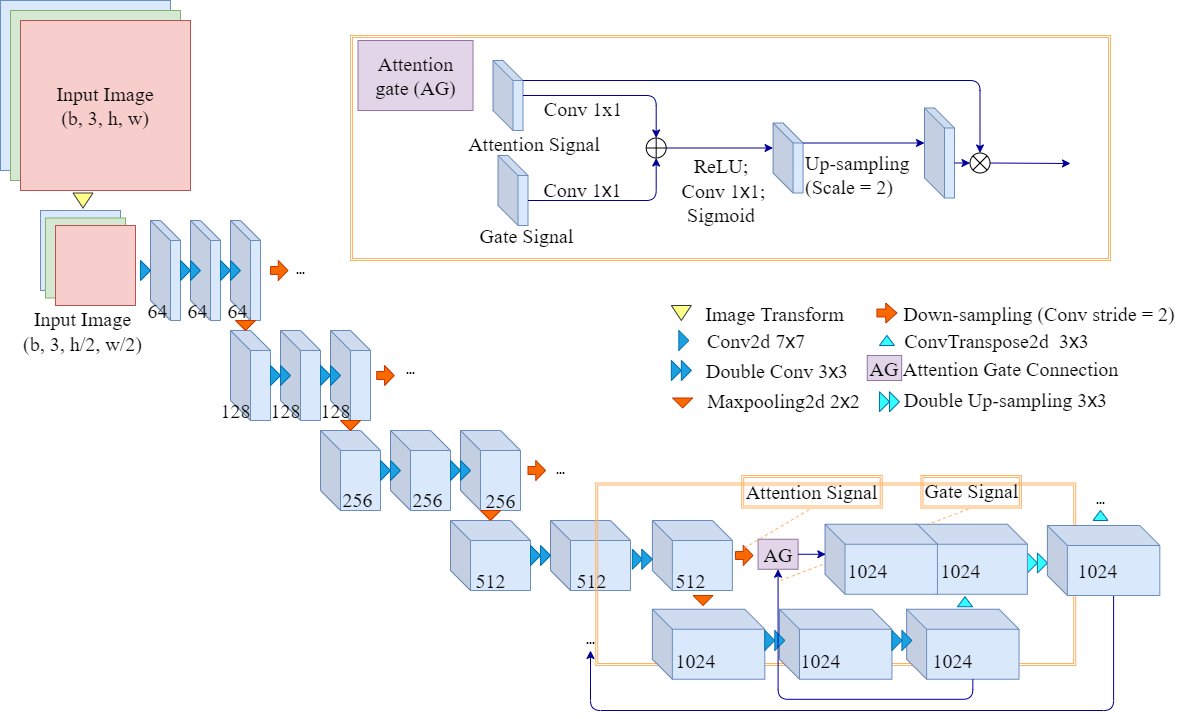 Input Image
(b, 3, h, w)
Attention
gate (AG)
Conv 1x1
Attention Signal
Conv 1x1
Gate Signal
ReLU;
Conv 1x1;
Sigmoid
Up-sampling
(Scale = 2)
Input Image
(b, 3, h/2, w/2)
64
64
64
...
128
128
128
...
256
256
256
...
Image Transform
Conv2d 7x7
Double Conv 3x3
Maxpooling2d 2x2
Down-sampling (Conv stride = 2)
ConvTranspose2d 3x3
AG
Attention Gate Connection
Double Up-sampling 3x3
Attention Signal
Gate Signal
...
512
512
512
AG
1024
1024
1024
...
1024
1024
1024